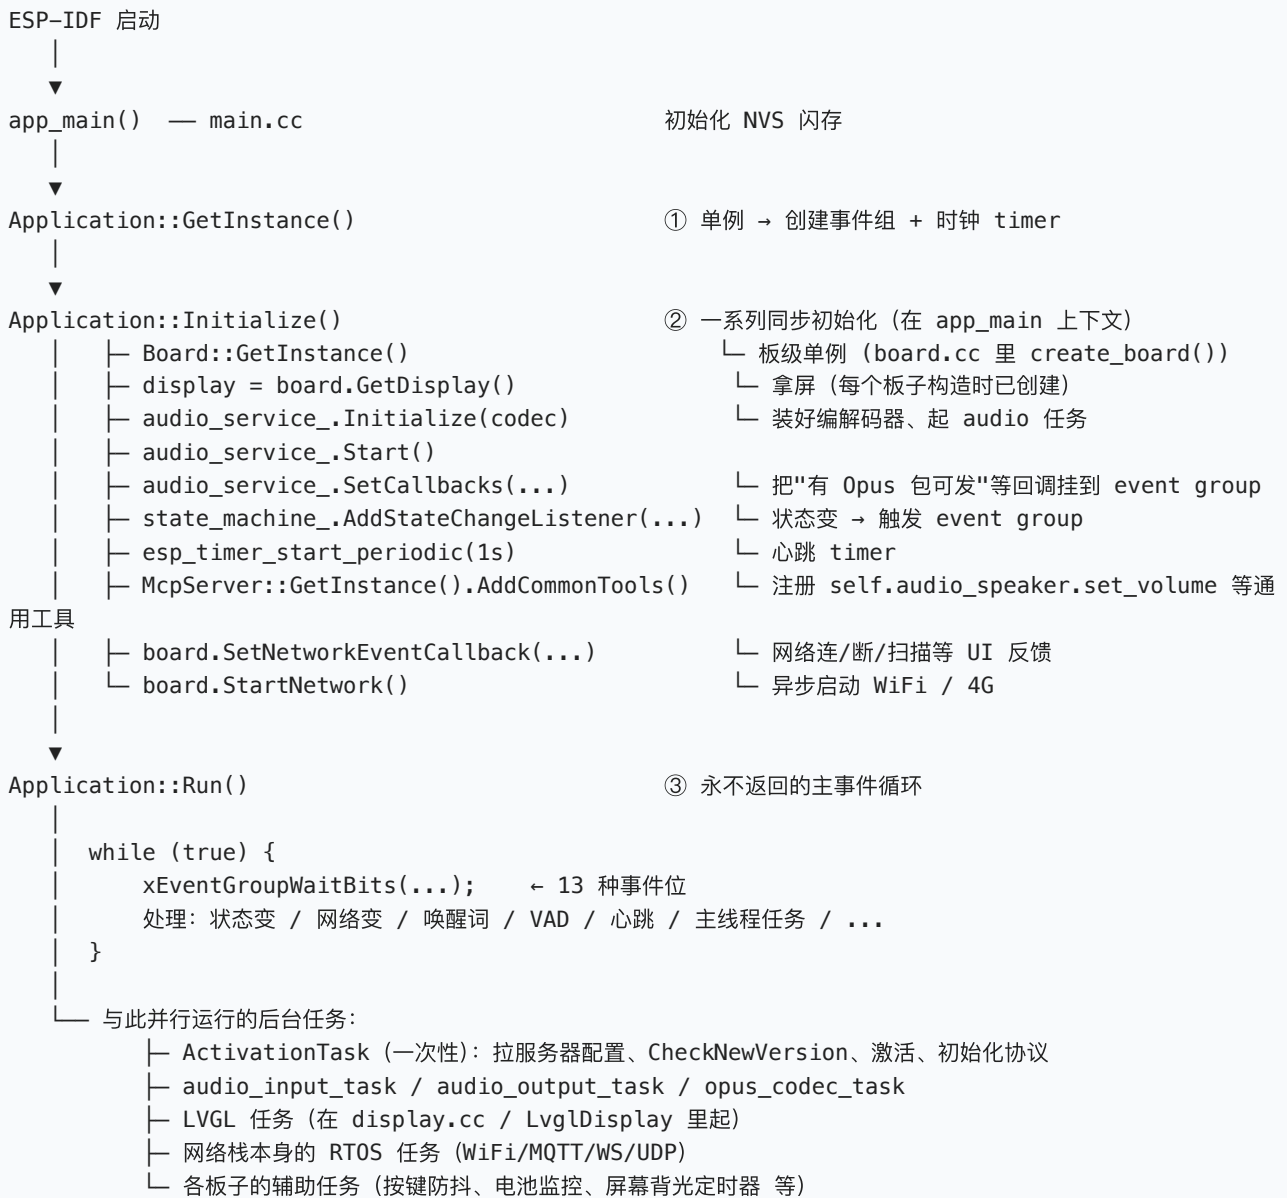 ESP-IDF 启动
│
▼
app_main()  —— main.cc                           初始化 NVS 闪存
│
▼
Application::GetInstance()                       ① 单例 → 创建事件组 + 时钟 timer
│
▼
Application::Initialize()                        ② 一系列同步初始化（在 app_main 上下文）
│   ├─ Board::GetInstance()                       └─ 板级单例 (board.cc 里 create_board())
│   ├─ display = board.GetDisplay()                └─ 拿屏（每个板子构造时已创建）
│   ├─ audio_service_.Initialize(codec)            └─ 装好编解码器、起 audio 任务
│   ├─ audio_service_.Start()
│   ├─ audio_service_.SetCallbacks(...)            └─ 把"有 Opus 包可发"等回调挂到 event group
│   ├─ state_machine_.AddStateChangeListener(...)  └─ 状态变 → 触发 event group
│   ├─ esp_timer_start_periodic(1s)                └─ 心跳 timer
│   ├─ McpServer::GetInstance().AddCommonTools()   └─ 注册 self.audio_speaker.set_volume 等通
用工具
│   ├─ board.SetNetworkEventCallback(...)          └─ 网络连/断/扫描等 UI 反馈
│   └─ board.StartNetwork()                        └─ 异步启动 WiFi / 4G
│
▼
Application::Run()                               ③ 永不返回的主事件循环
│
│  while (true) {
│      xEventGroupWaitBits(...);    ← 13 种事件位
│      处理：状态变 / 网络变 / 唤醒词 / VAD / 心跳 / 主线程任务 / ...
│  }
│
└── 与此并行运行的后台任务：
├─ ActivationTask（一次性）：拉服务器配置、CheckNewVersion、激活、初始化协议
├─ audio_input_task / audio_output_task / opus_codec_task
├─ LVGL 任务（在 display.cc / LvglDisplay 里起）
├─ 网络栈本身的 RTOS 任务（WiFi/MQTT/WS/UDP）
└─ 各板子的辅助任务（按键防抖、电池监控、屏幕背光定时器 等）